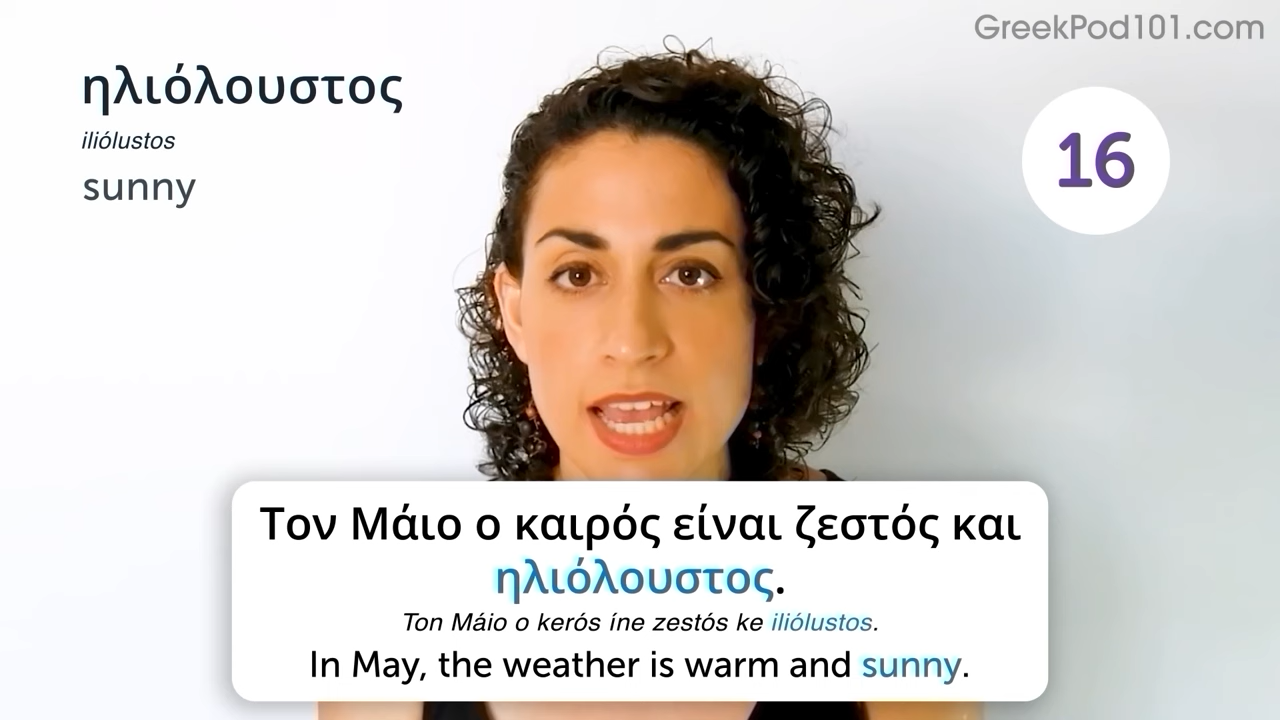 GreekPod101.com
ηλιόλουστος
iliólustos
sunny
16
Τον Μάιο ο καιρός είναι ζεστός και
ηλιόλουστος.
Ton Máio o kerós íne zestós ke iliólustos.
In May, the weather is warm and sunny.